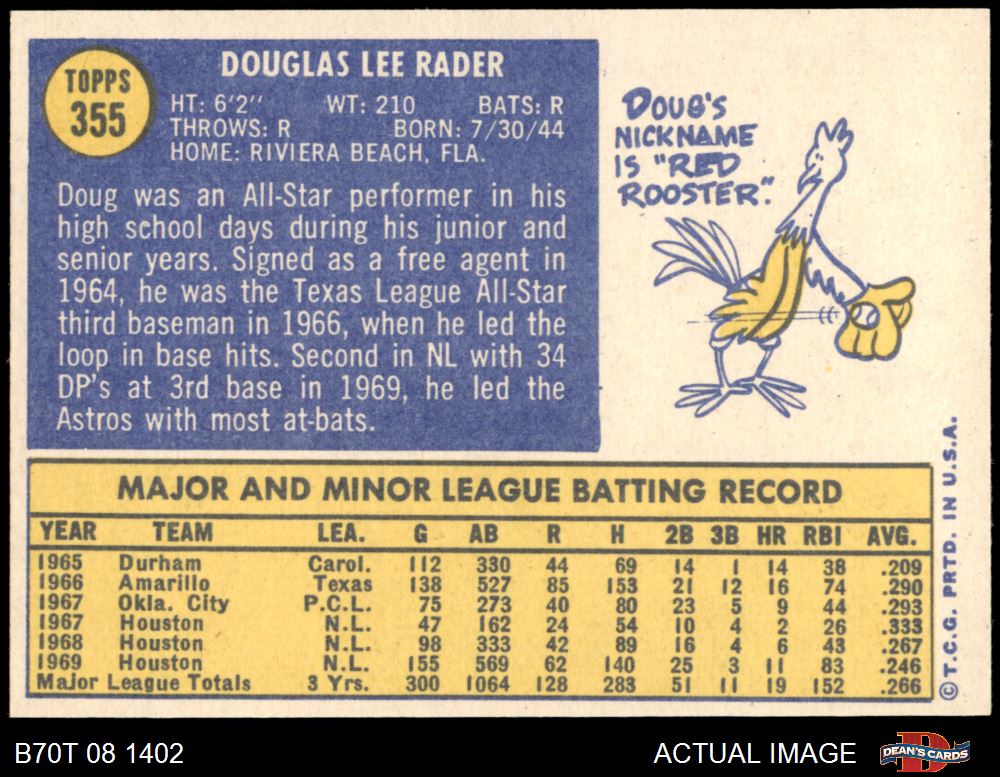 TOPPS
355
DOUGLAS LEE RADER
HT: 6'2" WT: 210 BATS: R
THROWS: R BORN: 7/30/44
HOME: RIVIERA BEACH, FLA.
Doug was an All-Star performer in his
high school days during his junior and
senior years. Signed as a free agent in
1964, he was the Texas League All-Star
third baseman in 1966, when he led the
loop in base hits. Second in NL with 34
DP's at 3rd base in 1969, he led the
Astros with most at-bats.
DOUG'S
NICKNAME
IS "RED
ROOSTER."
MAJOR AND MINOR LEAGUE BATTING RECORD
YEAR TEAM LEA. G AB R H 2B 3B HR RBI AVG.
1965 Durham Carol. 112 330 44 69 14 1 14 38 .209
1966 Amarillo Texas 138 527 85 153 21 12 16 74 .290
1967 Okla. City P.C.L. 75 273 40 80 23 5 9 44 .293
1967 Houston N.L. 47 162 24 54 10 4 2 26 .333
1968 Houston N.L. 98 333 42 89 16 4 6 43 .267
1969 Houston N.L. 155 569 62 140 25 3 11 83 .246
Major League Totals 3 Yrs. 300 1064 128 283 51 11 19 152 .266
©T.C.G. PRTD. IN U.S.A.
B70T 08 1402
ACTUAL IMAGE
D
DEAN'S CARDS